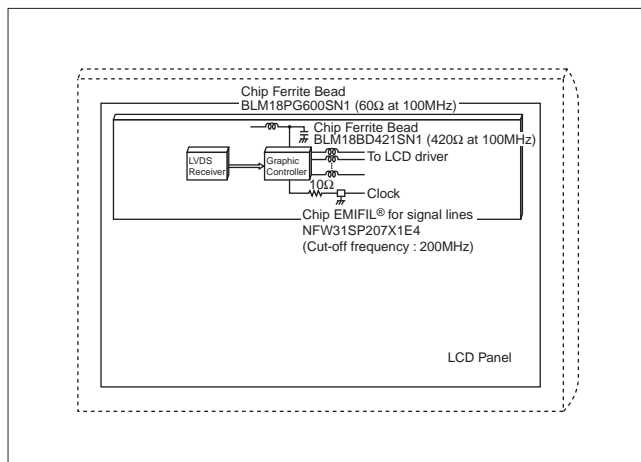 Chip Ferrite Bead
BLM18PG600SN1 (60Ω at 100MHz)
Chip Ferrite Bead
BLM18BD421SN1 (420Ω at 100MHz)
To LCD driver
LVDS
Receiver
Graphic
Controller
10Ω
Clock
Chip EMIFIL® for signal lines
NFW31SP207X1E4
(Cut-off frequency : 200MHz)
LCD Panel